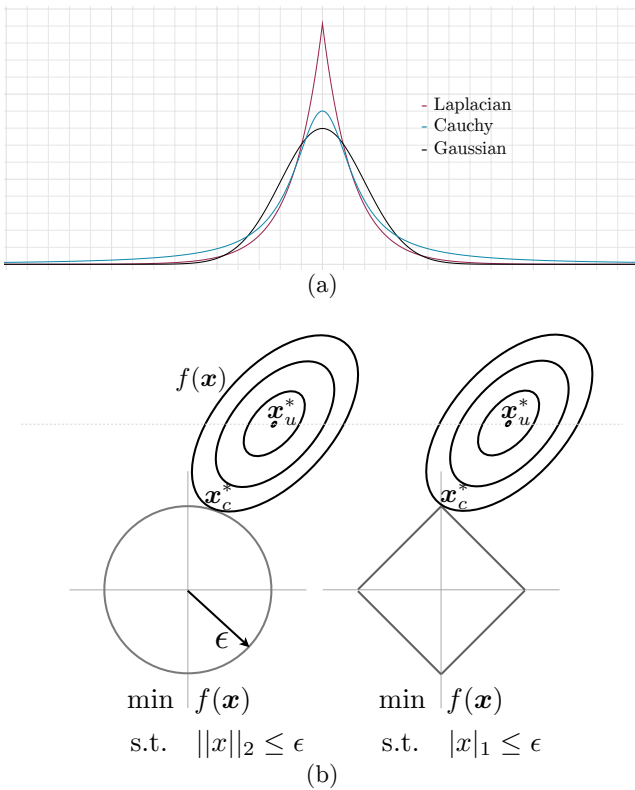 - Laplacian
- Cauchy
- Gaussian
(a)
f(x)
x*u
x*u
x*c
x*c
ϵ
min f(x)
s.t. ||x||₂ ≤ ϵ
min f(x)
s.t. |x|₁ ≤ ϵ
(b)